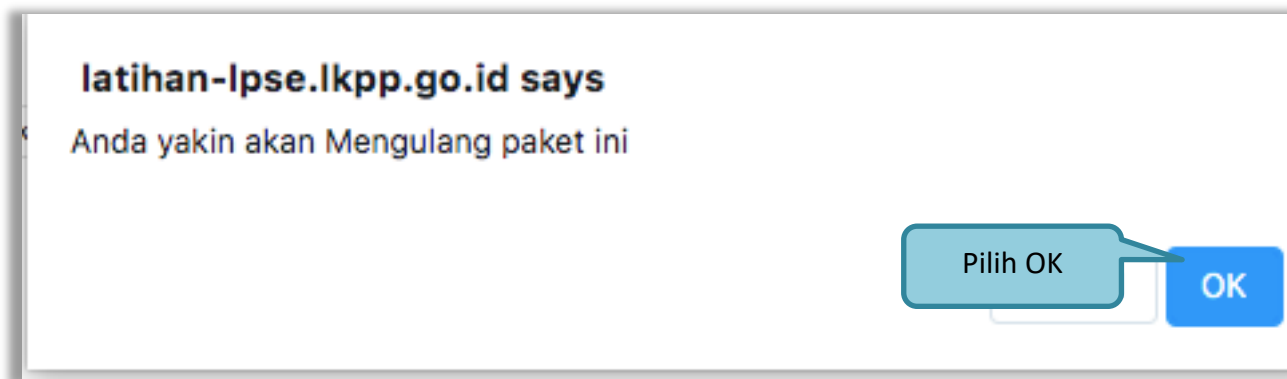 latihan-lpse.lkpp.go.id says
Anda yakin akan Mengulang paket ini
Pilih OK
OK